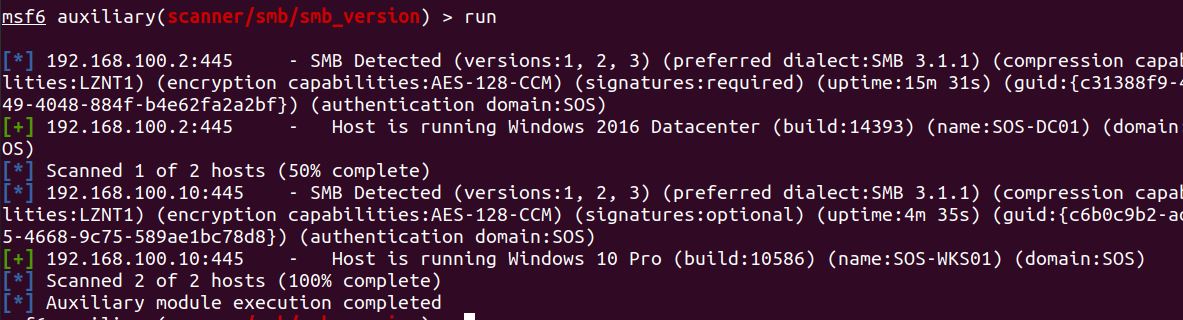 msf6 auxiliary(scanner/smb/smb_version) > run
[*] 192.168.100.2:445     - SMB Detected (versions:1, 2, 3) (preferred dialect:SMB 3.1.1) (compression capab
lities:LZNT1) (encryption capabilities:AES-128-CCM) (signatures:required) (uptime:15m 31s) (guid:{c31388f9-4
49-4048-884f-b4e62fa2a2bf}) (authentication domain:SOS)
[+] 192.168.100.2:445     -   Host is running Windows 2016 Datacenter (build:14393) (name:SOS-DC01) (domain:
OS)
[*] Scanned 1 of 2 hosts (50% complete)
[*] 192.168.100.10:445    - SMB Detected (versions:1, 2, 3) (preferred dialect:SMB 3.1.1) (compression capab
lities:LZNT1) (encryption capabilities:AES-128-CCM) (signatures:optional) (uptime:4m 35s) (guid:{c6b0c9b2-ac
5-4668-9c75-589ae1bc78d8}) (authentication domain:SOS)
[+] 192.168.100.10:445    -   Host is running Windows 10 Pro (build:10586) (name:SOS-WKS01) (domain:SOS)
[*] Scanned 2 of 2 hosts (100% complete)
[*] Auxiliary module execution completed